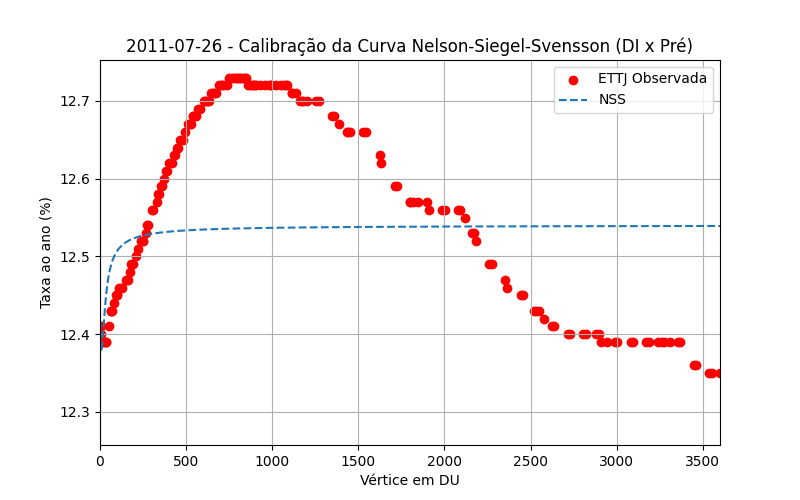 2011-07-26 - Calibração da Curva Nelson-Siegel-Svensson (DI x Pré)
ETTJ Observada
NSS
Taxa ao ano (%)
12.7
12.6
12.5
12.4
12.3
0 500 1000 1500 2000 2500 3000 3500
Vértice em DU